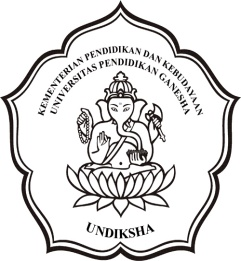 KEMENTERIAN PENDIDIKAN DAN KEBUDAYAAN
UNIVERSITAS PENDIDIKAN GANESHA
UNDIKSHA